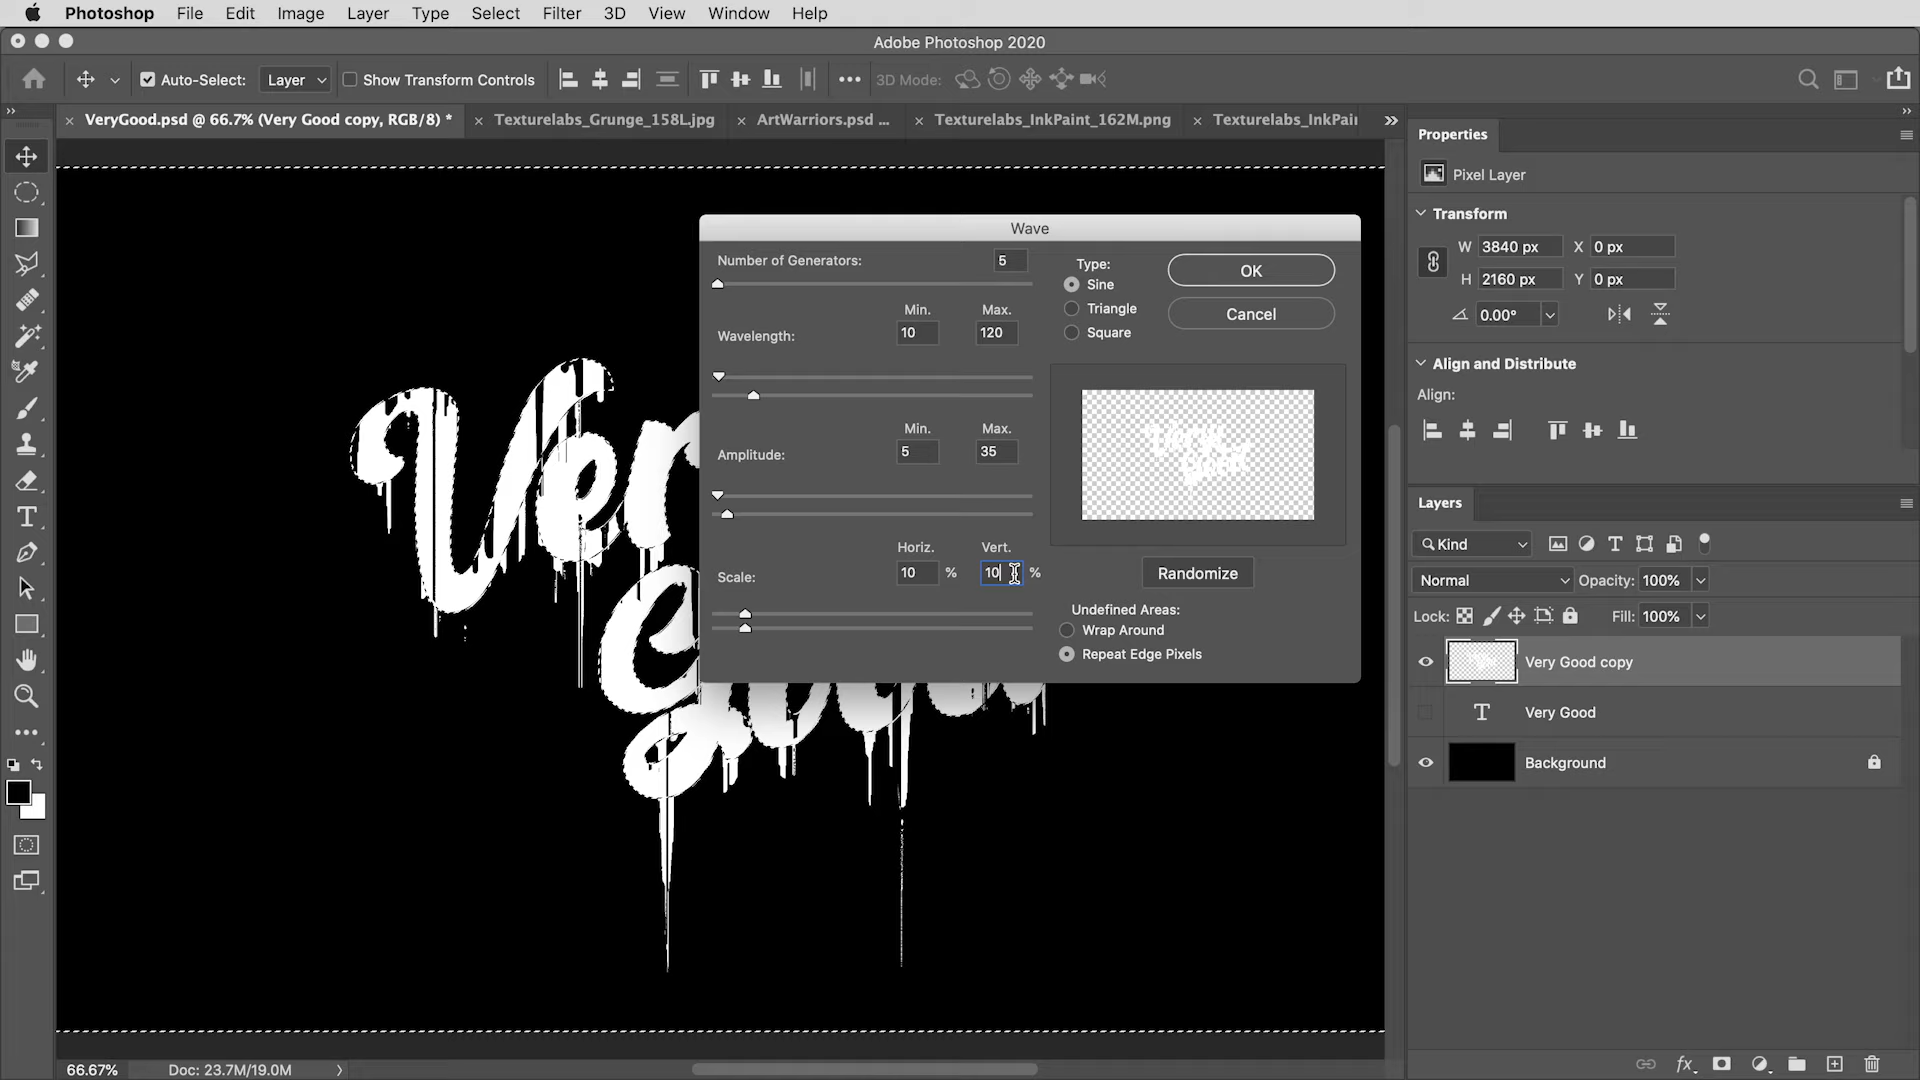 Photoshop File Edit Image Layer Type Select Filter 3D View Window Help
Adobe Photoshop 2020
Auto-Select: Layer Show Transform Controls 3D Mode:
VeryGood.psd @ 66.7% (Very Good copy, RGB/8) * Texturelabs_Grunge_158L.jpg ArtWarriors.psd ... Texturelabs_InkPaint_162M.png Texturelabs_InkPair
Properties
Pixel Layer
Transform
W 3840 px X 0 px
H 2160 px Y 0 px
0.00°
Align and Distribute
Align:
Wave
Number of Generators: 5
Min. Max.
Wavelength: 10 120
Min. Max.
Amplitude: 5 35
Horiz. Vert.
Scale: 10 % 10 %
Type:
Sine
Triangle
Square
OK
Cancel
Randomize
Undefined Areas:
Wrap Around
Repeat Edge Pixels
Layers
Kind
Normal Opacity: 100%
Lock: Fill: 100%
Very Good copy
T Very Good
Background
fx
66.67% Doc: 23.7M/19.0M